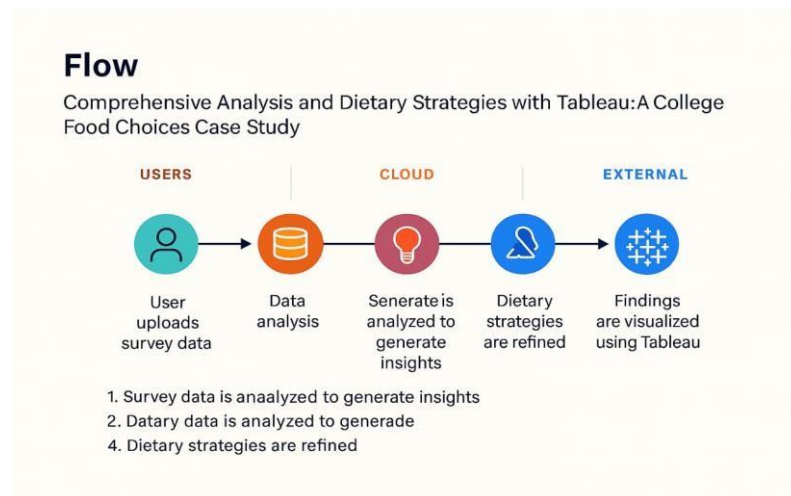 Flow
Comprehensive Analysis and Dietary Strategies with Tableau:A College
Food Choices Case Study
USERS
CLOUD
EXTERNAL
User
uploads
survey data
Data
analysis
Senerate is
analyzed to
generate
insights
Dietary
strategies
are refined
Findings
are visualized
using Tableau
1. Survey data is anaalyzed to generate insights
2. Datary data is analyzed to generade
4. Dietary strategies are refined